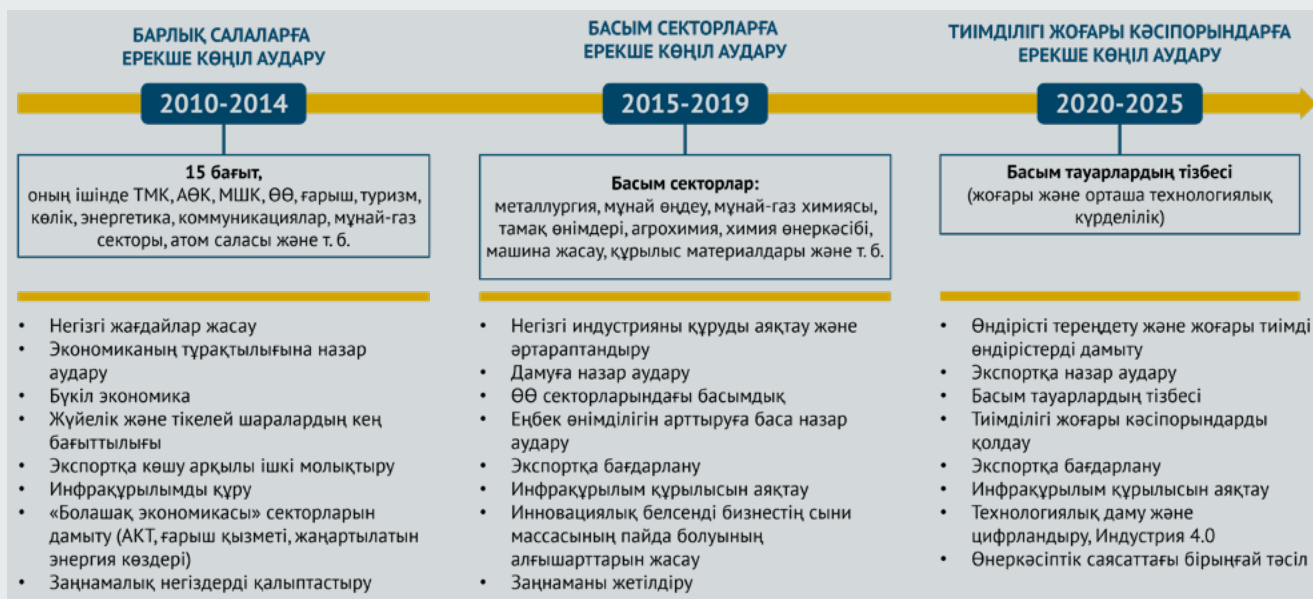 БАРЛЫҚ САЛАЛАРҒА
ЕРЕКШЕ КӨҢІЛ АУДАРУ
2010-2014
15 бағыт,
оның ішінде ТМК, АӨК, МШК, ӨӨ, ғарыш, туризм,
көлік, энергетика, коммуникациялар, мұнай-газ
секторы, атом саласы және т. б.
• Негізгі жағдайлар жасау
• Экономиканың тұрақтылығына назар
аудару
• Бүкіл экономика
• Жүйелік және тікелей шаралардың кең
бағыттылығы
• Экспортқа көшу арқылы ішкі молықтыру
• Инфрақұрылымды құру
• «Болашақ экономикасы» секторларын
дамыту (АКТ, ғарыш қызметі, жаңартылатын
энергия көздері)
• Заңнамалық негіздерді қалыптастыру
БАСЫМ СЕКТОРЛАРҒА
ЕРЕКШЕ КӨҢІЛ АУДАРУ
2015-2019
Басым секторлар:
металлургия, мұнай өңдеу, мұнай-газ химиясы,
тамақ өнімдері, агрохимия, химия өнеркәсібі,
машина жасау, құрылыс материалдары және т. б.
• Негізгі индустрияны құруды аяқтау және
әртараптандыру
• Дамуға назар аудару
• ӨӨ секторларындағы басымдық
• Еңбек өнімділігін арттыруға баса назар
аудару
• Экспортқа бағдарлану
• Инфрақұрылым құрылысын аяқтау
• Инновациялық белсенді бизнестің сыни
массасының пайда болуының
алғышарттарын жасау
• Заңнаманы жетілдіру
ТИІМДІЛІГІ ЖОҒАРЫ КӘСІПОРЫНДАРҒА
ЕРЕКШЕ КӨҢІЛ АУДАРУ
2020-2025
Басым тауарлардың тізбесі
(жоғары және орташа технологиялық
күрделілік)
• Өндірісті тереңдету және жоғары тиімді
өндірістерді дамыту
• Экспортқа назар аудару
• Басым тауарлардың тізбесі
• Тиімділігі жоғары кәсіпорындарды
қолдау
• Экспортқа бағдарлану
• Инфрақұрылым құрылысын аяқтау
• Технологиялық даму және
цифрландыру, Индустрия 4.0
• Өнеркәсіптік саясаттағы бірыңғай тәсіл